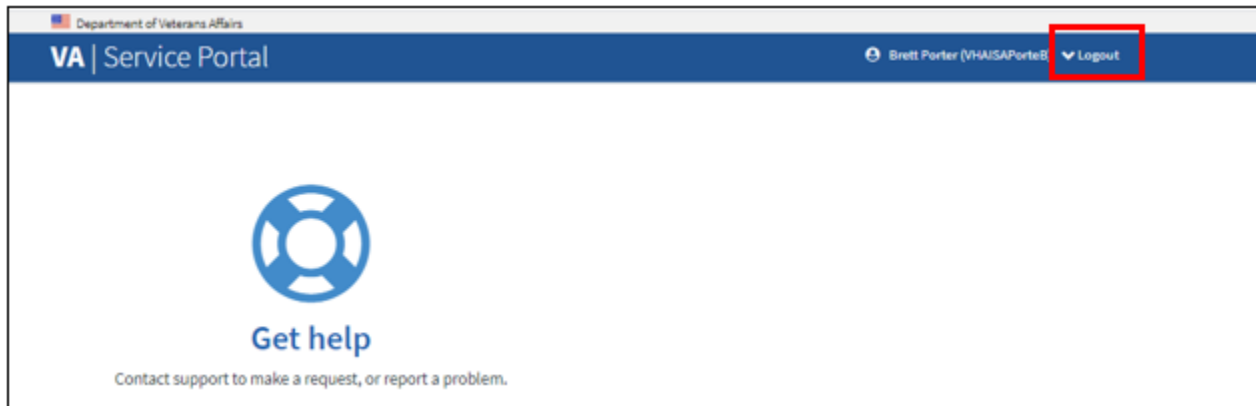 Department of Veterans Affairs
VA | Service Portal
Brett Porter (VHAISAPorteB) Logout
Get help
Contact support to make a request, or report a problem.